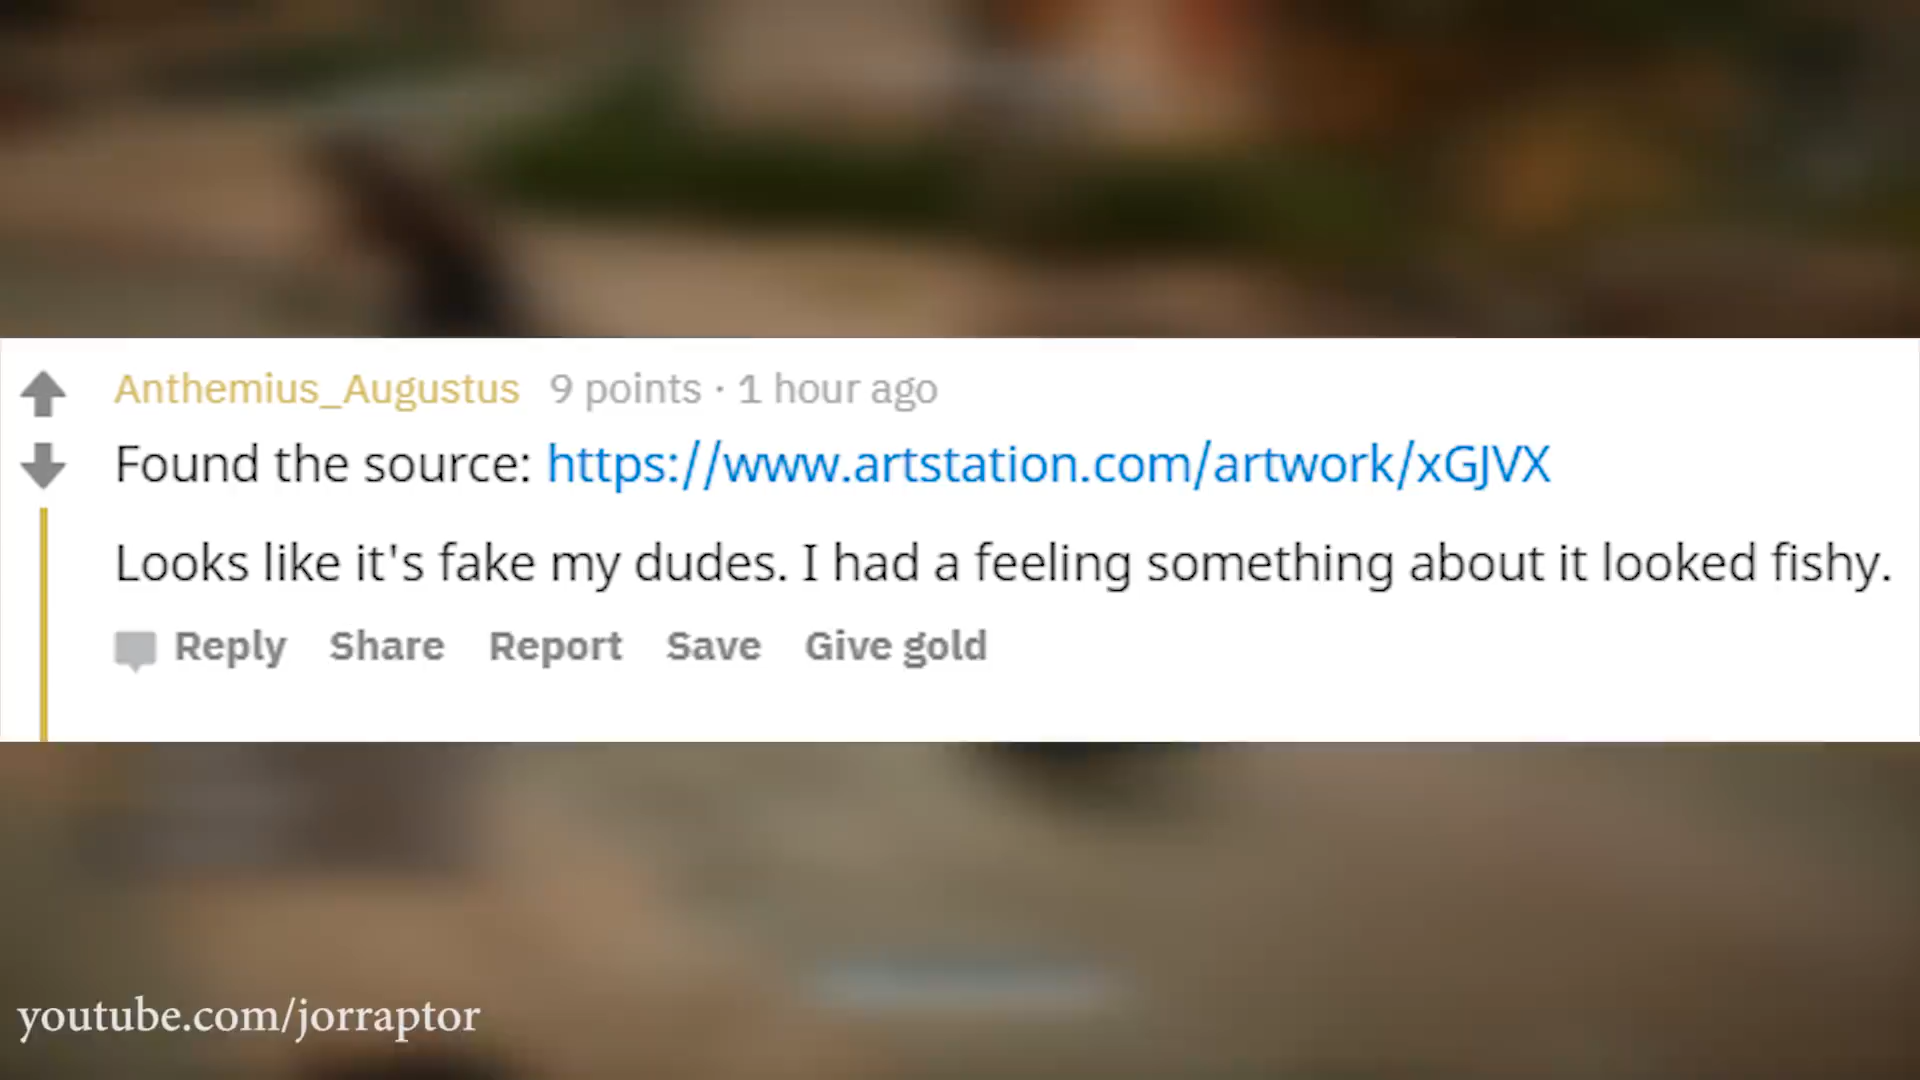 Anthemius_Augustus 9 points · 1 hour ago
Found the source: https://www.artstation.com/artwork/xGJVX
Looks like it's fake my dudes. I had a feeling something about it looked fishy.
Reply Share Report Save Give gold
youtube.com/jorraptor